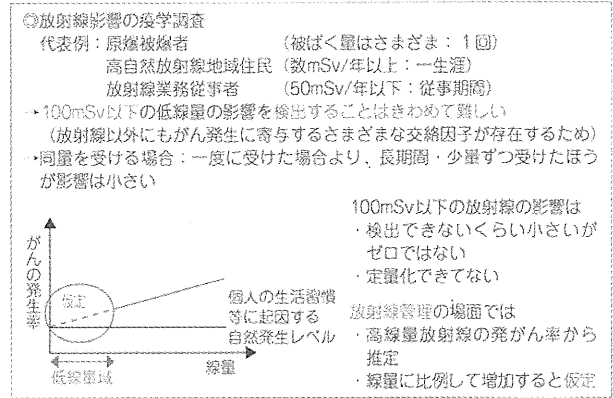 ◎放射線影響の疫学調査
代表例：原爆被爆者　（被ばく量はさまざま：１回）
高自然放射線地域住民（数mSv/年以上：一生涯）
放射線業務従事者　（50mSv/年以下：従事期間）
→100mSv以下の低線量の影響を検出することはきわめて難しい
（放射線以外にもがん発生に寄与するさまざまな交絡因子が存在するため）
→同量を受ける場合：一度に受けた場合より、長期間・少量ずつ受けたほう
が影響は小さい
がんの発生率
仮定
個人の生活習慣
等に起因する
自然発生レベル
線量
低線量域
100mSv以下の放射線の影響は
・検出できないくらい小さいが
ゼロではない
・定量化できてない
放射線管理の場面では
・高線量放射線の発がん率から
推定
・線量に比例して増加すると仮定